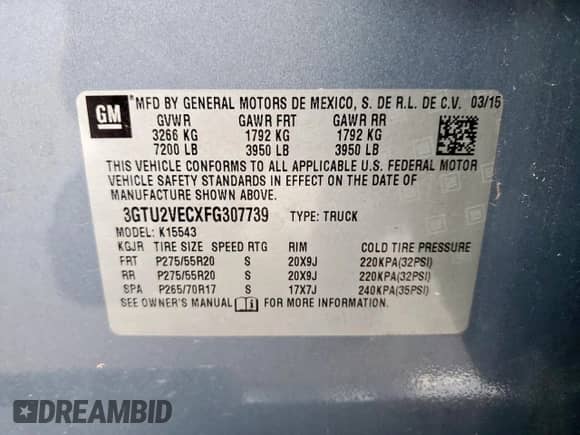 GM
® MFD BY GENERAL MOTORS DE MEXICO, S. DE R.L. DE C.V. 03/15
GVWR GAWR FRT GAWR RR
3266 KG 1792 KG 1792 KG
7200 LB 3950 LB 3950 LB
THIS VEHICLE CONFORMS TO ALL APPLICABLE U.S. FEDERAL MOTOR
VEHICLE SAFETY STANDARDS IN EFFECT ON THE DATE OF
MANUFACTURE SHOWN ABOVE.
3GTU2VECXFG307739 TYPE: TRUCK
MODEL: K15543
KGJR TIRE SIZE SPEED RTG RIM COLD TIRE PRESSURE
FRT P275/55R20 S 20X9J 220KPA(32PSI)
RR P275/55R20 S 20X9J 220KPA(32PSI)
SPA P265/70R17 S 17X7J 240KPA(35PSI)
SEE OWNER'S MANUAL FOR MORE INFORMATION.
DREAMBID